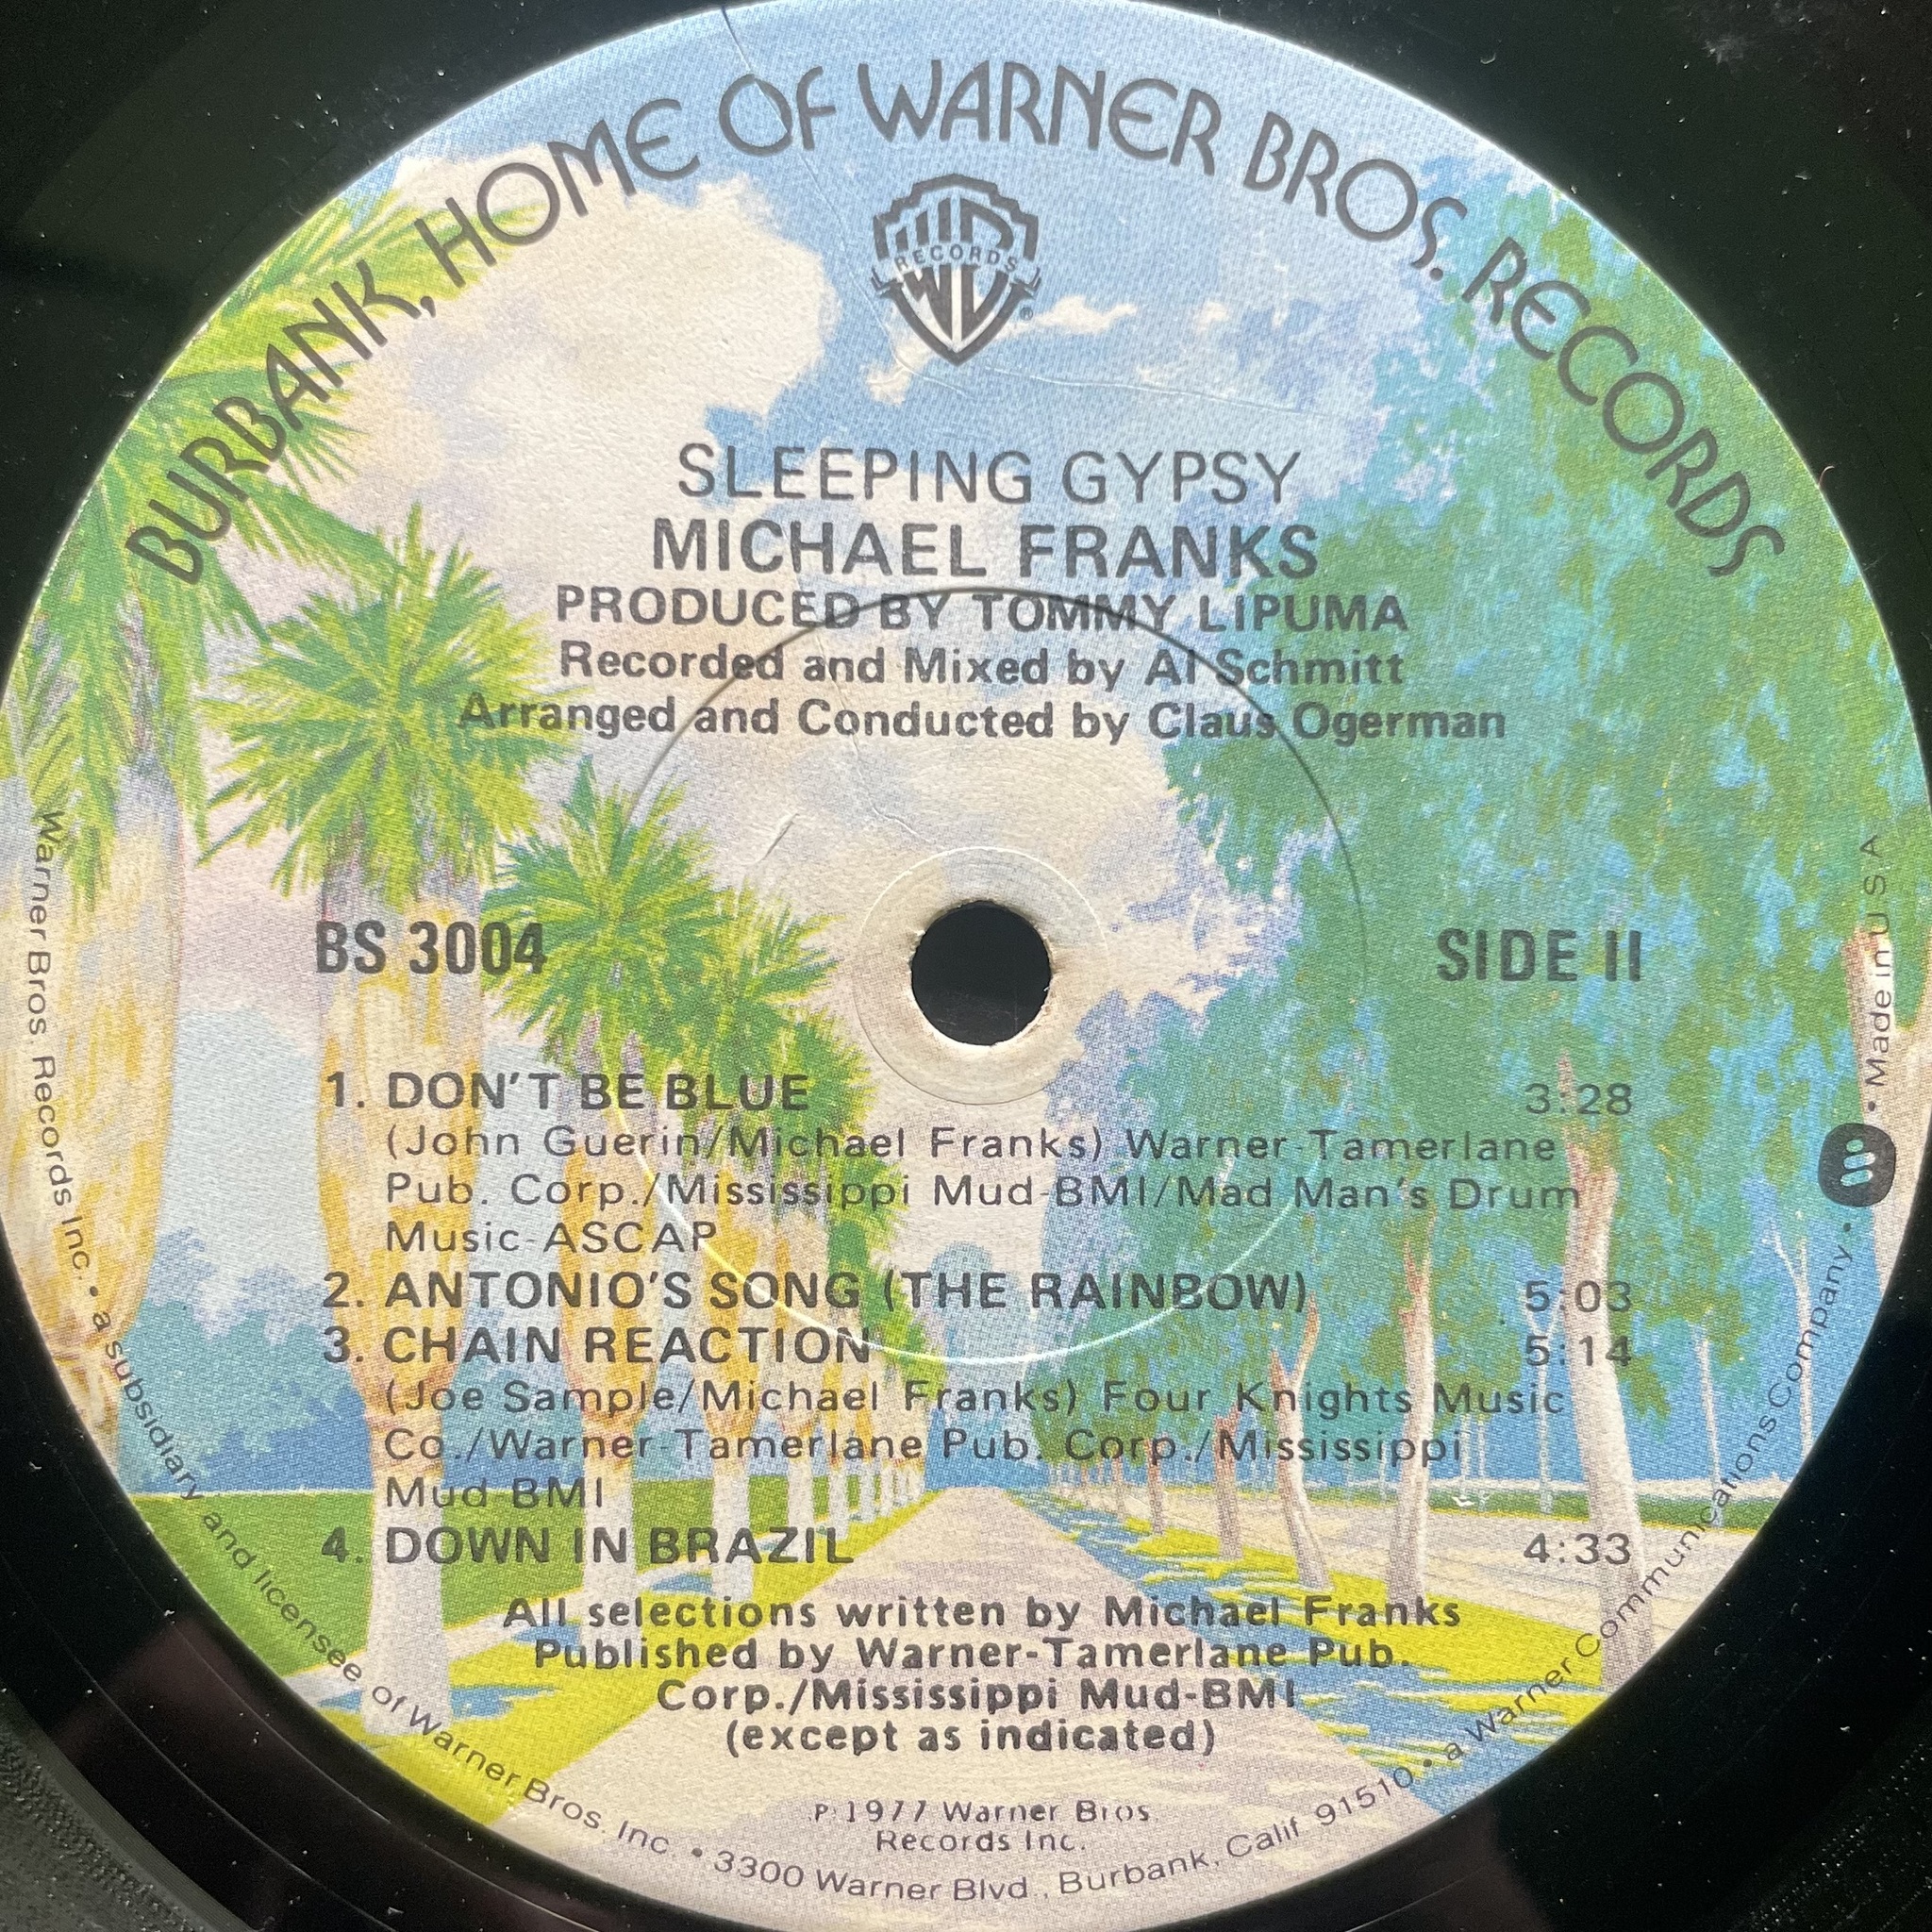 BURBANK, HOME OF WARNER BROS. RECORDS
WB
RECORDS
®
SLEEPING GYPSY
MICHAEL FRANKS
PRODUCED BY TOMMY LIPUMA
Recorded and Mixed by Al Schmitt
Arranged and Conducted by Claus Ogerman
BS 3004
SIDE II
1. DON'T BE BLUE 3:28
(John Guerin/Michael Franks) Warner-Tamerlane
Pub. Corp./Mississippi Mud-BMI/Mad Man's Drum
Music-ASCAP
2. ANTONIO'S SONG (THE RAINBOW) 5:03
3. CHAIN REACTION 5:14
(Joe Sample/Michael Franks) Four Knights Music
Co./Warner-Tamerlane Pub. Corp./Mississippi
Mud-BMI
4. DOWN IN BRAZIL 4:33
All selections written by Michael Franks
Published by Warner-Tamerlane Pub.
Corp./Mississippi Mud-BMI
(except as indicated)
℗ 1977 Warner Bros.
Records Inc.
Warner Bros. Records Inc. • a subsidiary and licensee of Warner Bros. Inc. • 3300 Warner Blvd., Burbank, Calif. 91510 • a Warner Communications Company • • Made in U.S.A.